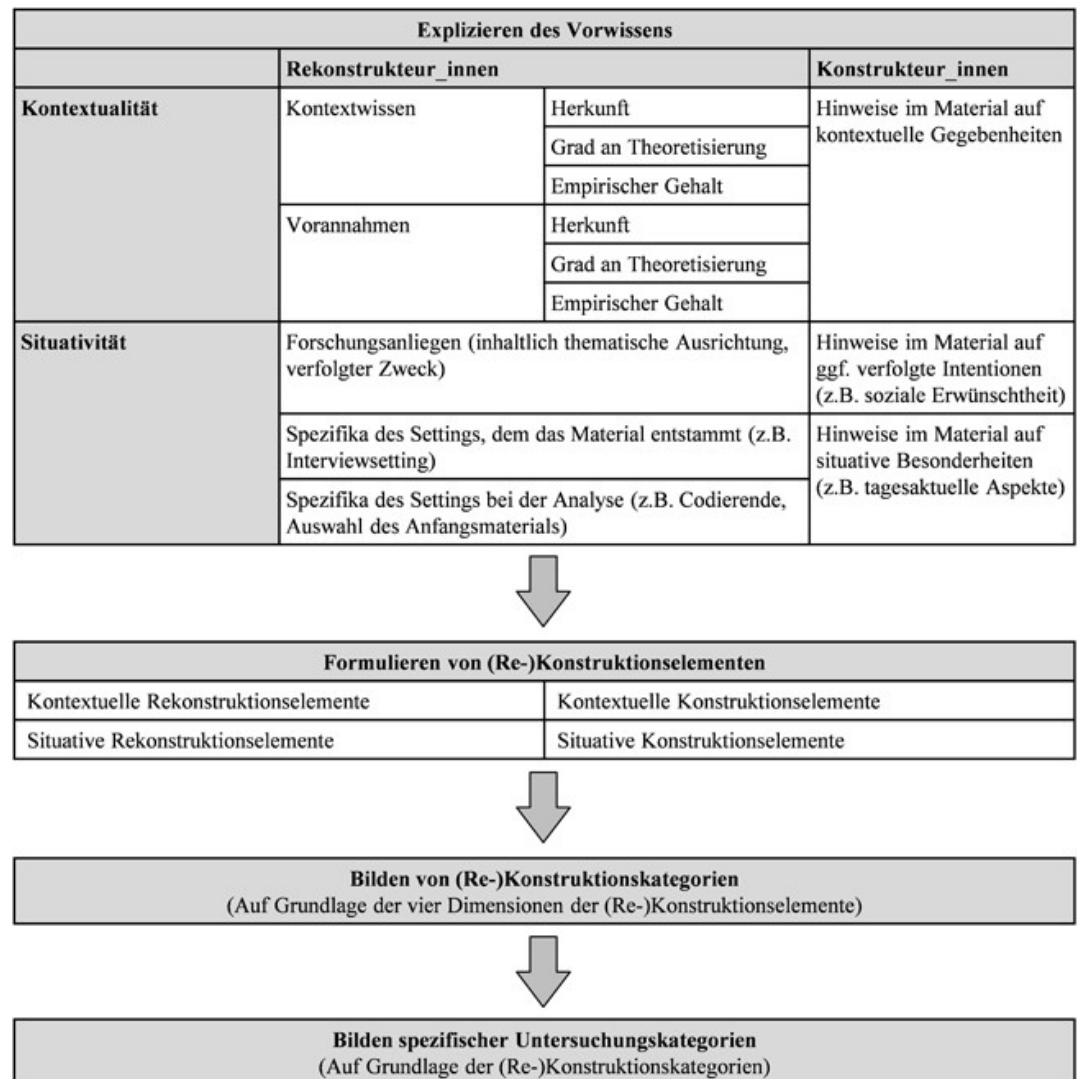 Explizieren des Vorwissens
Rekonstrukteur_innen
Konstrukteur_innen
Kontextualität
Kontextwissen
Herkunft
Grad an Theoretisierung
Empirischer Gehalt
Hinweise im Material auf
kontextuelle Gegebenheiten
Vorannahmen
Herkunft
Grad an Theoretisierung
Empirischer Gehalt
Situativität
Forschungsanliegen (inhaltlich thematische Ausrichtung,
verfolgter Zweck)
Hinweise im Material auf
ggf. verfolgte Intentionen
(z.B. soziale Erwünschtheit)
Spezifika des Settings, dem das Material entstammt (z.B.
Interviewsetting)
Hinweise im Material auf
situative Besonderheiten
(z.B. tagesaktuelle Aspekte)
Spezifika des Settings bei der Analyse (z.B. Codierende,
Auswahl des Anfangsmaterials)
Formulieren von (Re-)Konstruktionselementen
Kontextuelle Rekonstruktionselemente
Kontextuelle Konstruktionselemente
Situative Rekonstruktionselemente
Situative Konstruktionselemente
Bilden von (Re-)Konstruktionskategorien
(Auf Grundlage der vier Dimensionen der (Re-)Konstruktionselemente)
Bilden spezifischer Untersuchungskategorien
(Auf Grundlage der (Re-)Konstruktionskategorien)